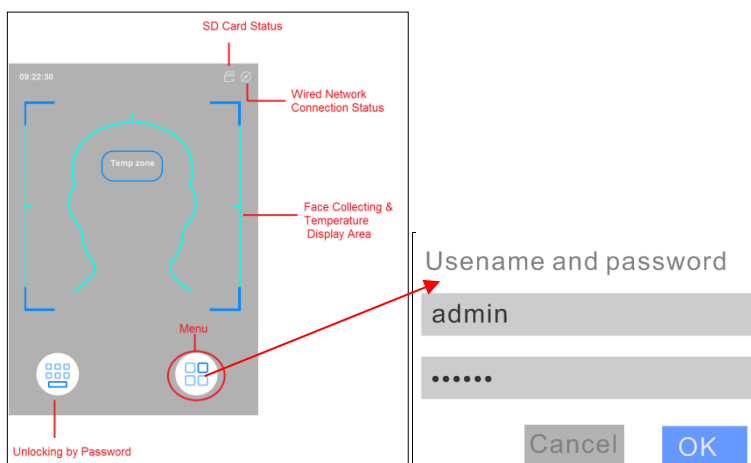 SD Card Status
09:22:30
Wired Network
Connection Status
Temp zone
Face Collecting &
Temperature
Display Area
Menu
Unlocking by Password
Usename and password
admin
••••••
Cancel
OK